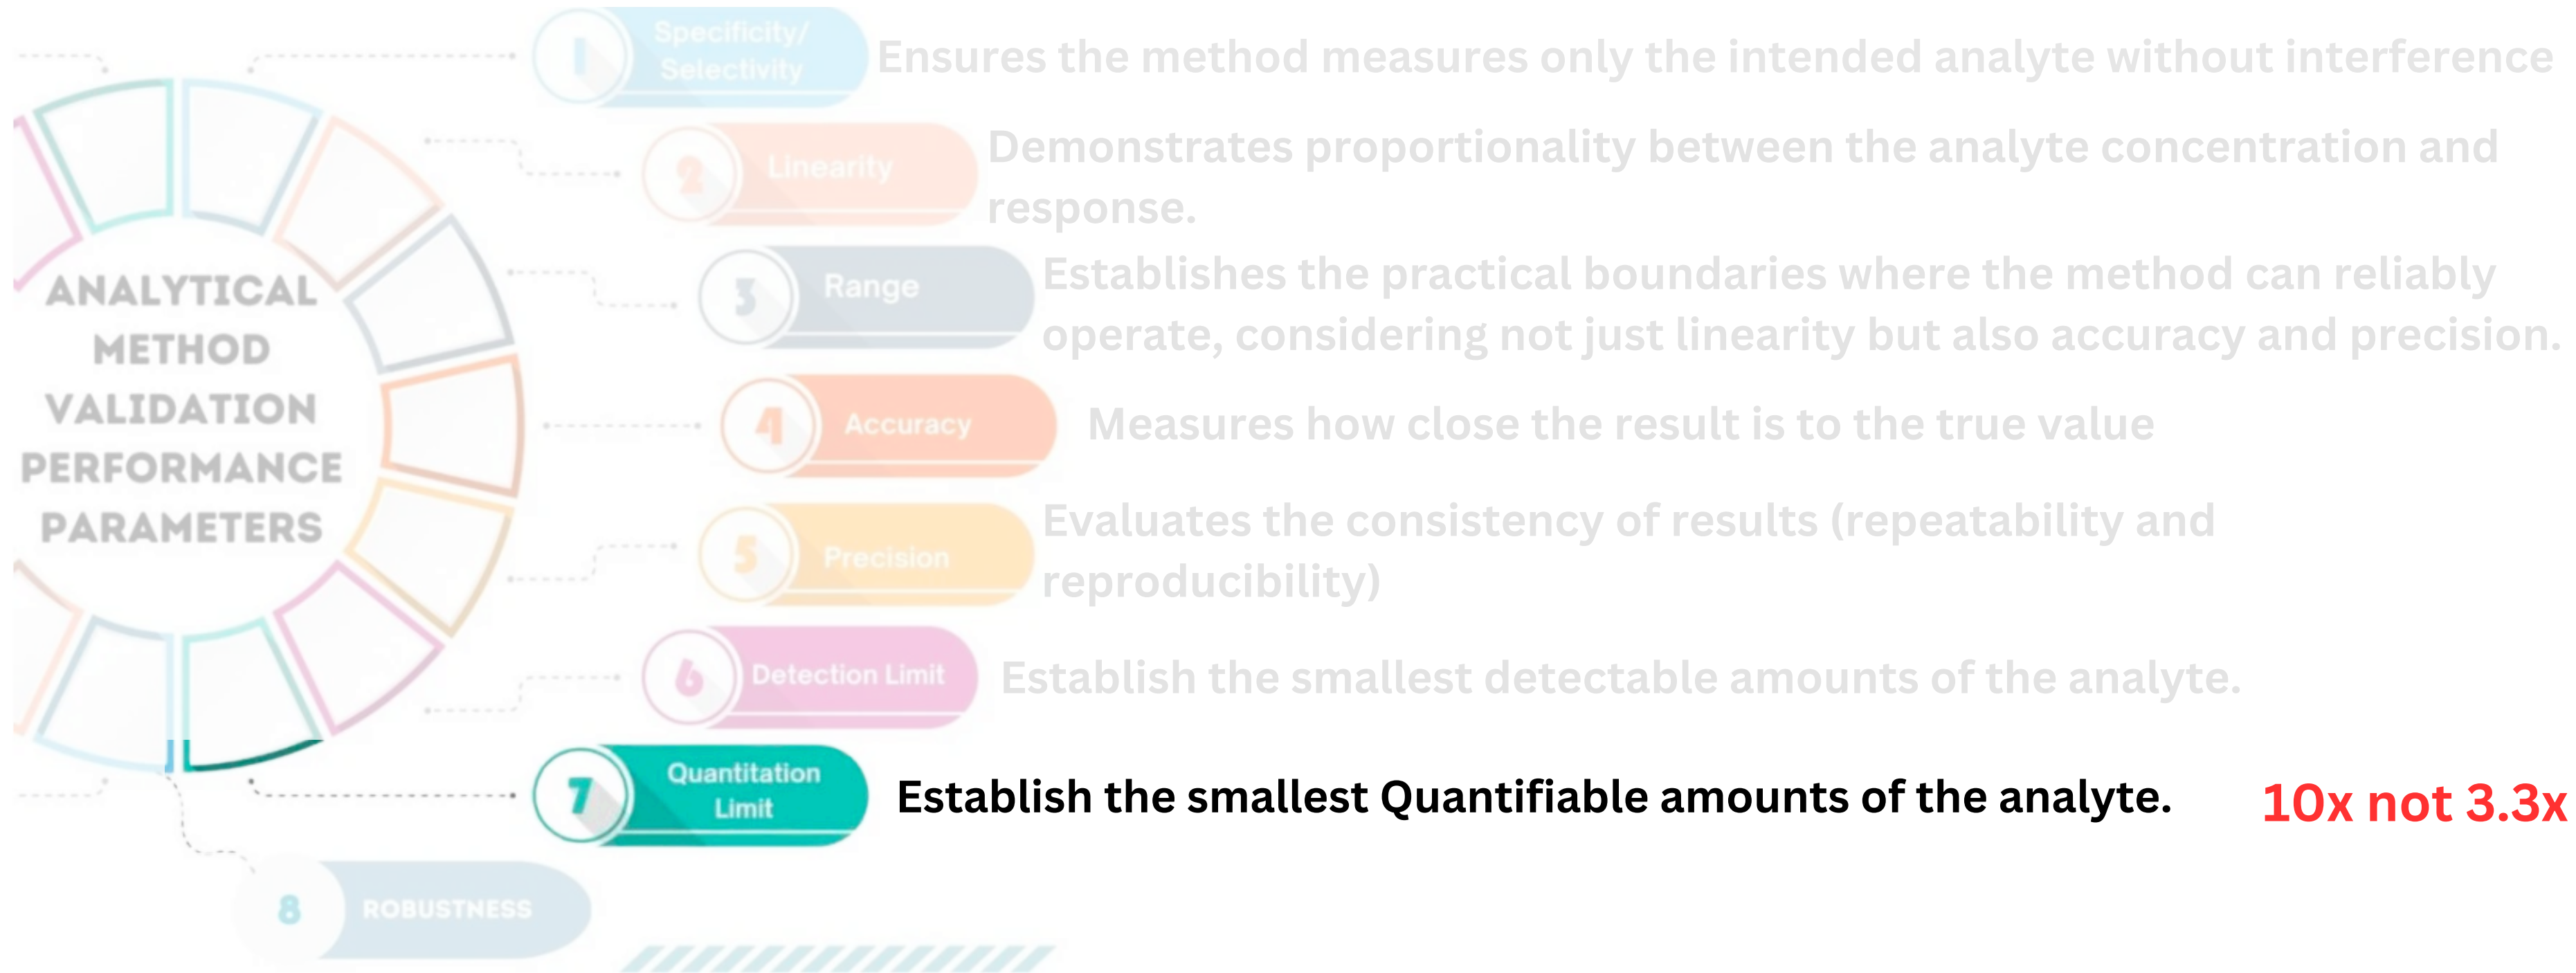 ANALYTICAL
METHOD
VALIDATION
PERFORMANCE
PARAMETERS
1
Specificity/
Selectivity
Ensures the method measures only the intended analyte without interference
2
Linearity
Demonstrates proportionality between the analyte concentration and
response.
3
Range
Establishes the practical boundaries where the method can reliably
operate, considering not just linearity but also accuracy and precision.
4
Accuracy
Measures how close the result is to the true value
5
Precision
Evaluates the consistency of results (repeatability and
reproducibility)
6
Detection Limit
Establish the smallest detectable amounts of the analyte.
7
Quantitation
Limit
Establish the smallest Quantifiable amounts of the analyte.
10x not 3.3x
8
ROBUSTNESS